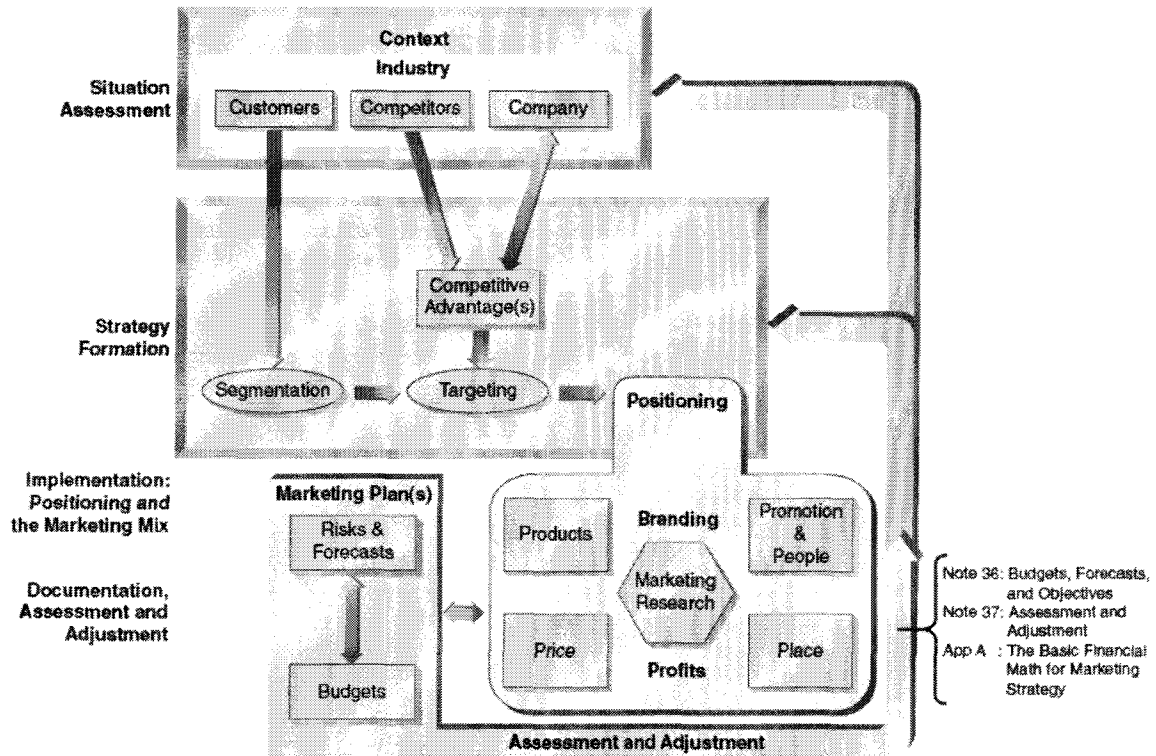 Context
Industry
Situation
Assessment
Customers
Competitors
Company
Competitive
Advantage(s)
Strategy
Formation
Segmentation
Targeting
Positioning
Implementation:
Positioning and
the Marketing Mix
Marketing Plan(s)
Risks &
Forecasts
Products
Branding
Promotion
&
People
Documentation,
Assessment and
Adjustment
Marketing
Research
Price
Profits
Place
Budgets
Note 36: Budgets, Forecasts,
and Objectives
Note 37: Assessment and
Adjustment
App A : The Basic Financial
Math for Marketing
Strategy
Assessment and Adjustment